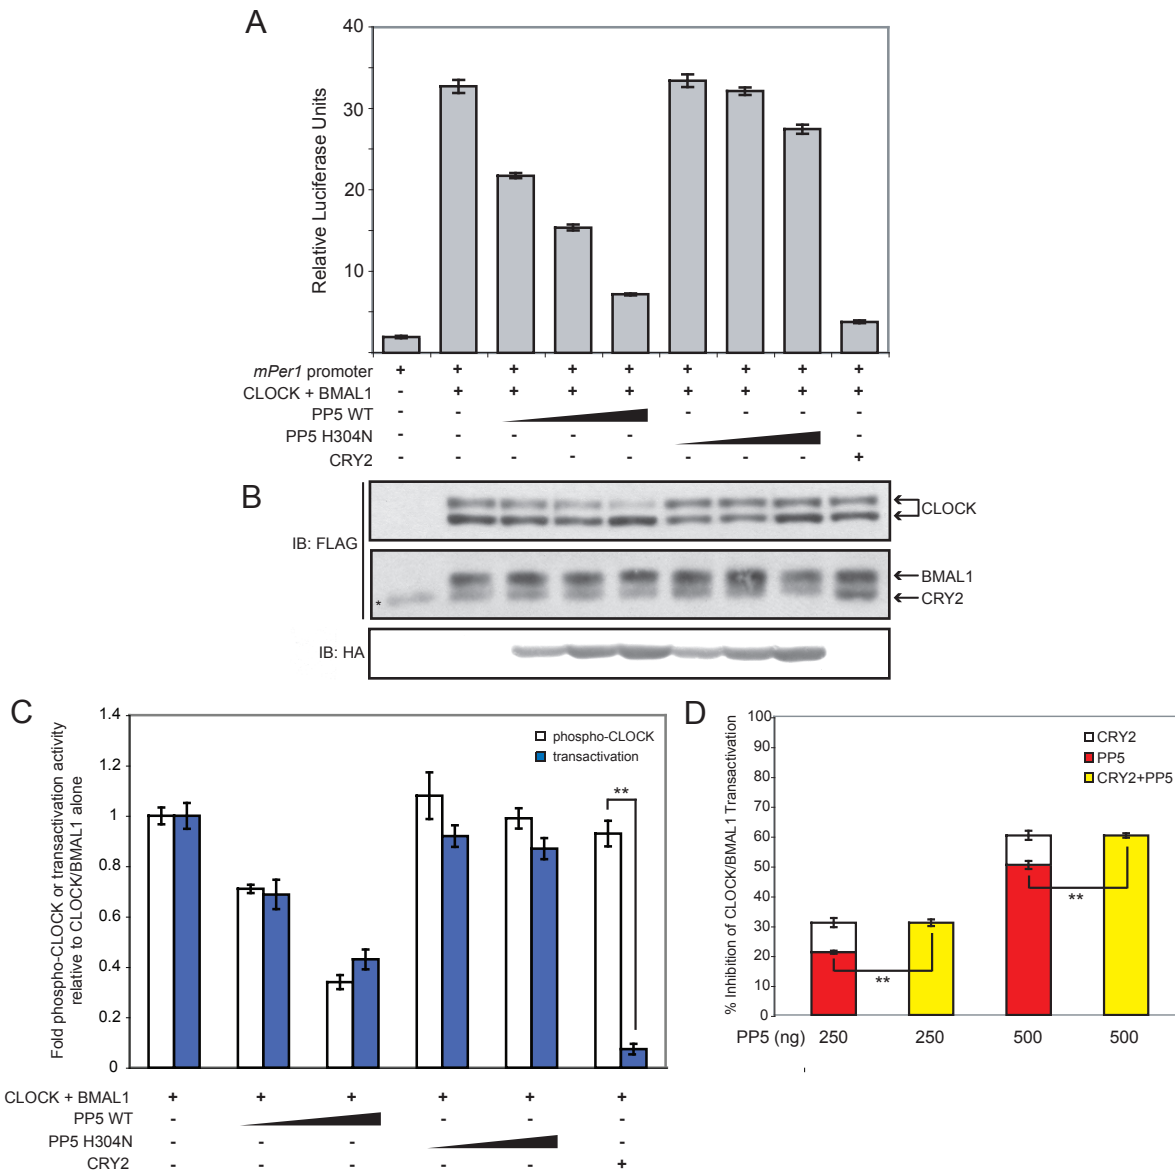 A
Relative Luciferase Units
40
30
20
10
mPer1 promoter + + + + + + + + +
CLOCK + BMAL1 - + + + + + + + +
PP5 WT - - - - - -
PP5 H304N - - - - - -
CRY2 - - - - - - - - +
B
IB: FLAG
CLOCK
BMAL1
CRY2
*
IB: HA
C
Fold phospho-CLOCK or transactivation activity
relative to CLOCK/BMAL1 alone
1.4
1.2
1
0.8
0.6
0.4
0.2
0
phospho-CLOCK
transactivation
**
CLOCK + BMAL1 + + + + + +
PP5 WT - - - -
PP5 H304N - - - -
CRY2 - - - - - +
D
% Inhibition of CLOCK/BMAL1 Transactivation
100
90
80
70
60
50
40
30
20
10
0
CRY2
PP5
CRY2+PP5
**
**
PP5 (ng) 250 250 500 500